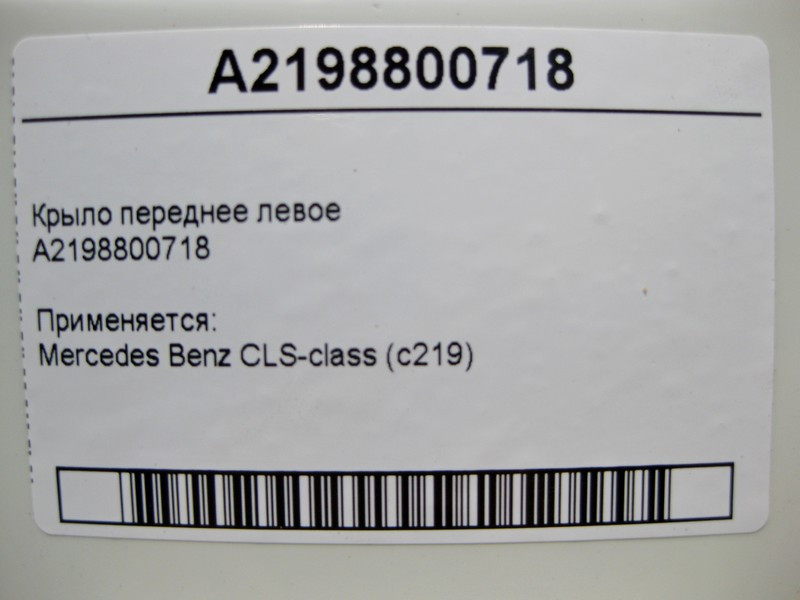 A2198800718
Крыло переднее левое
A2198800718
Применяется:
Mercedes Benz CLS-class (c219)